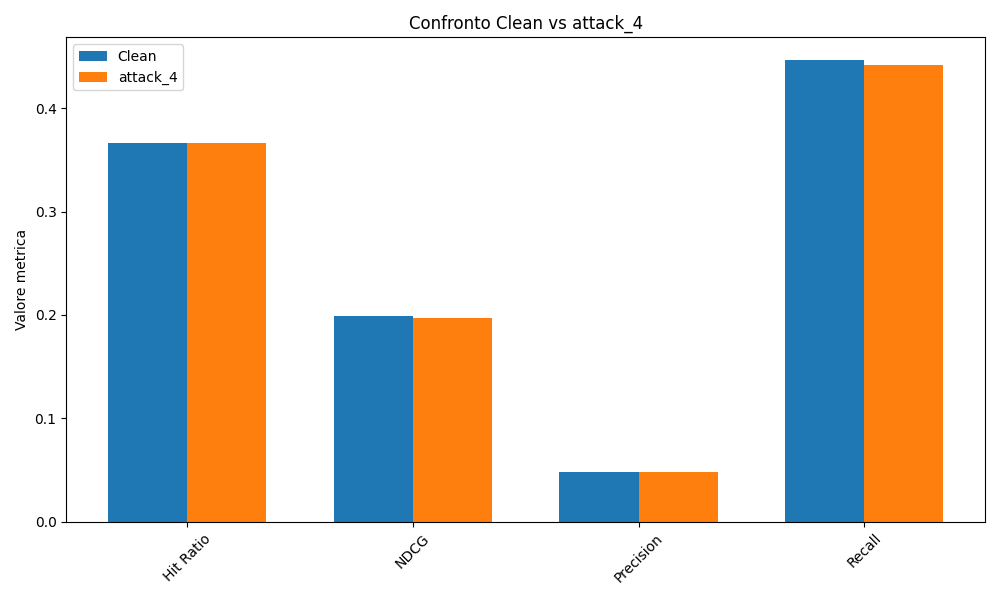 Confronto Clean vs attack_4
Clean
attack_4
Valore metrica
0.4
0.3
0.2
0.1
0.0
Hit Ratio
NDCG
Precision
Recall